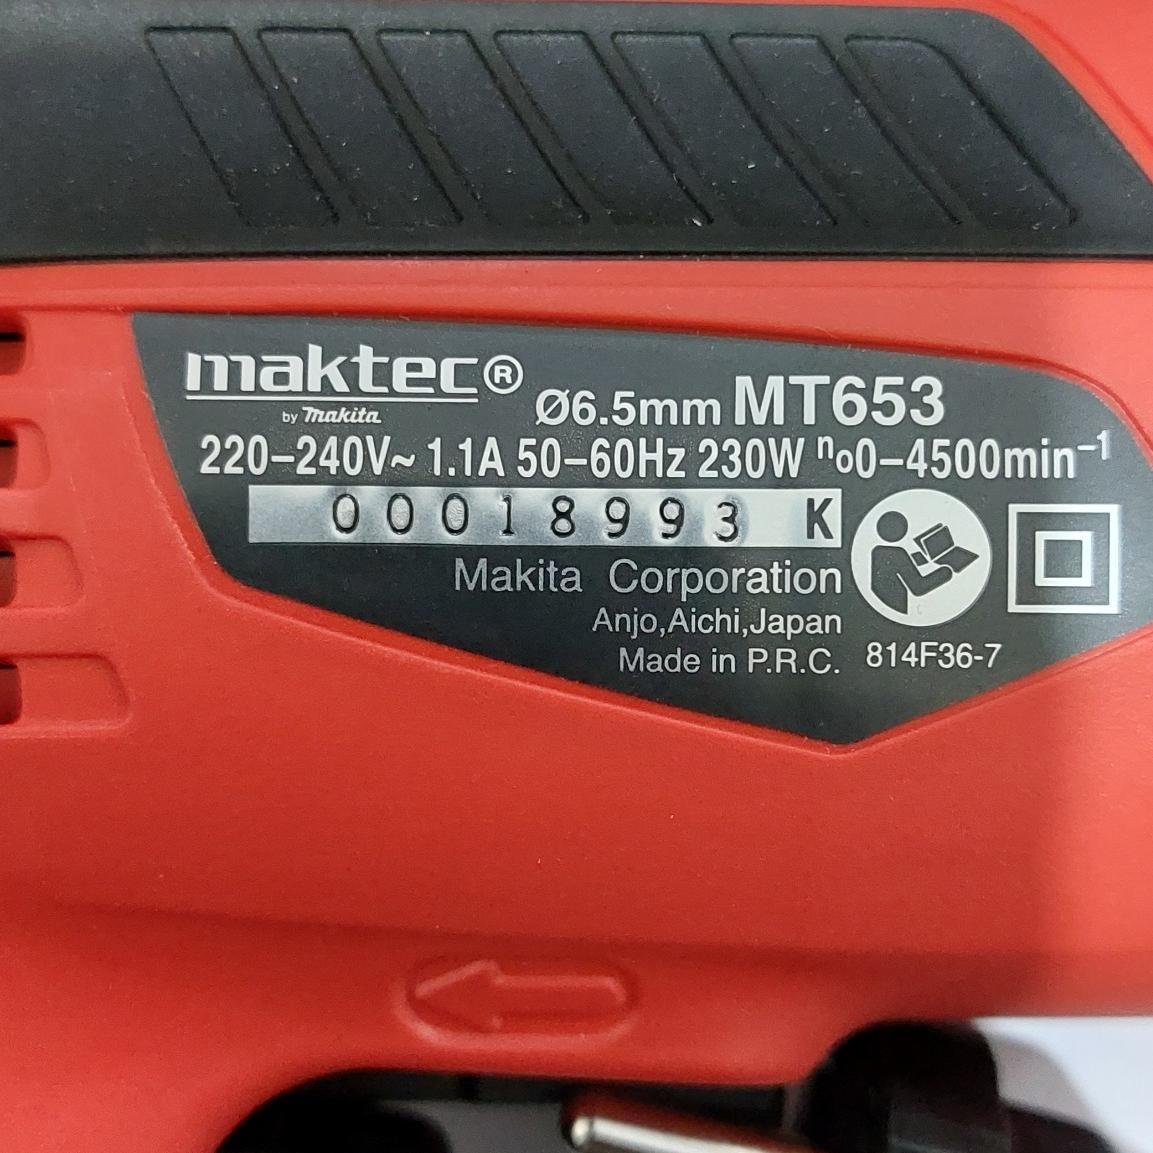 maktec®
by Makita
Ø6.5mm MT653
220–240V~ 1.1A 50–60Hz 230W n₀0–4500min⁻¹
00018993 K
Makita Corporation
Anjo,Aichi,Japan
Made in P.R.C. 814F36-7